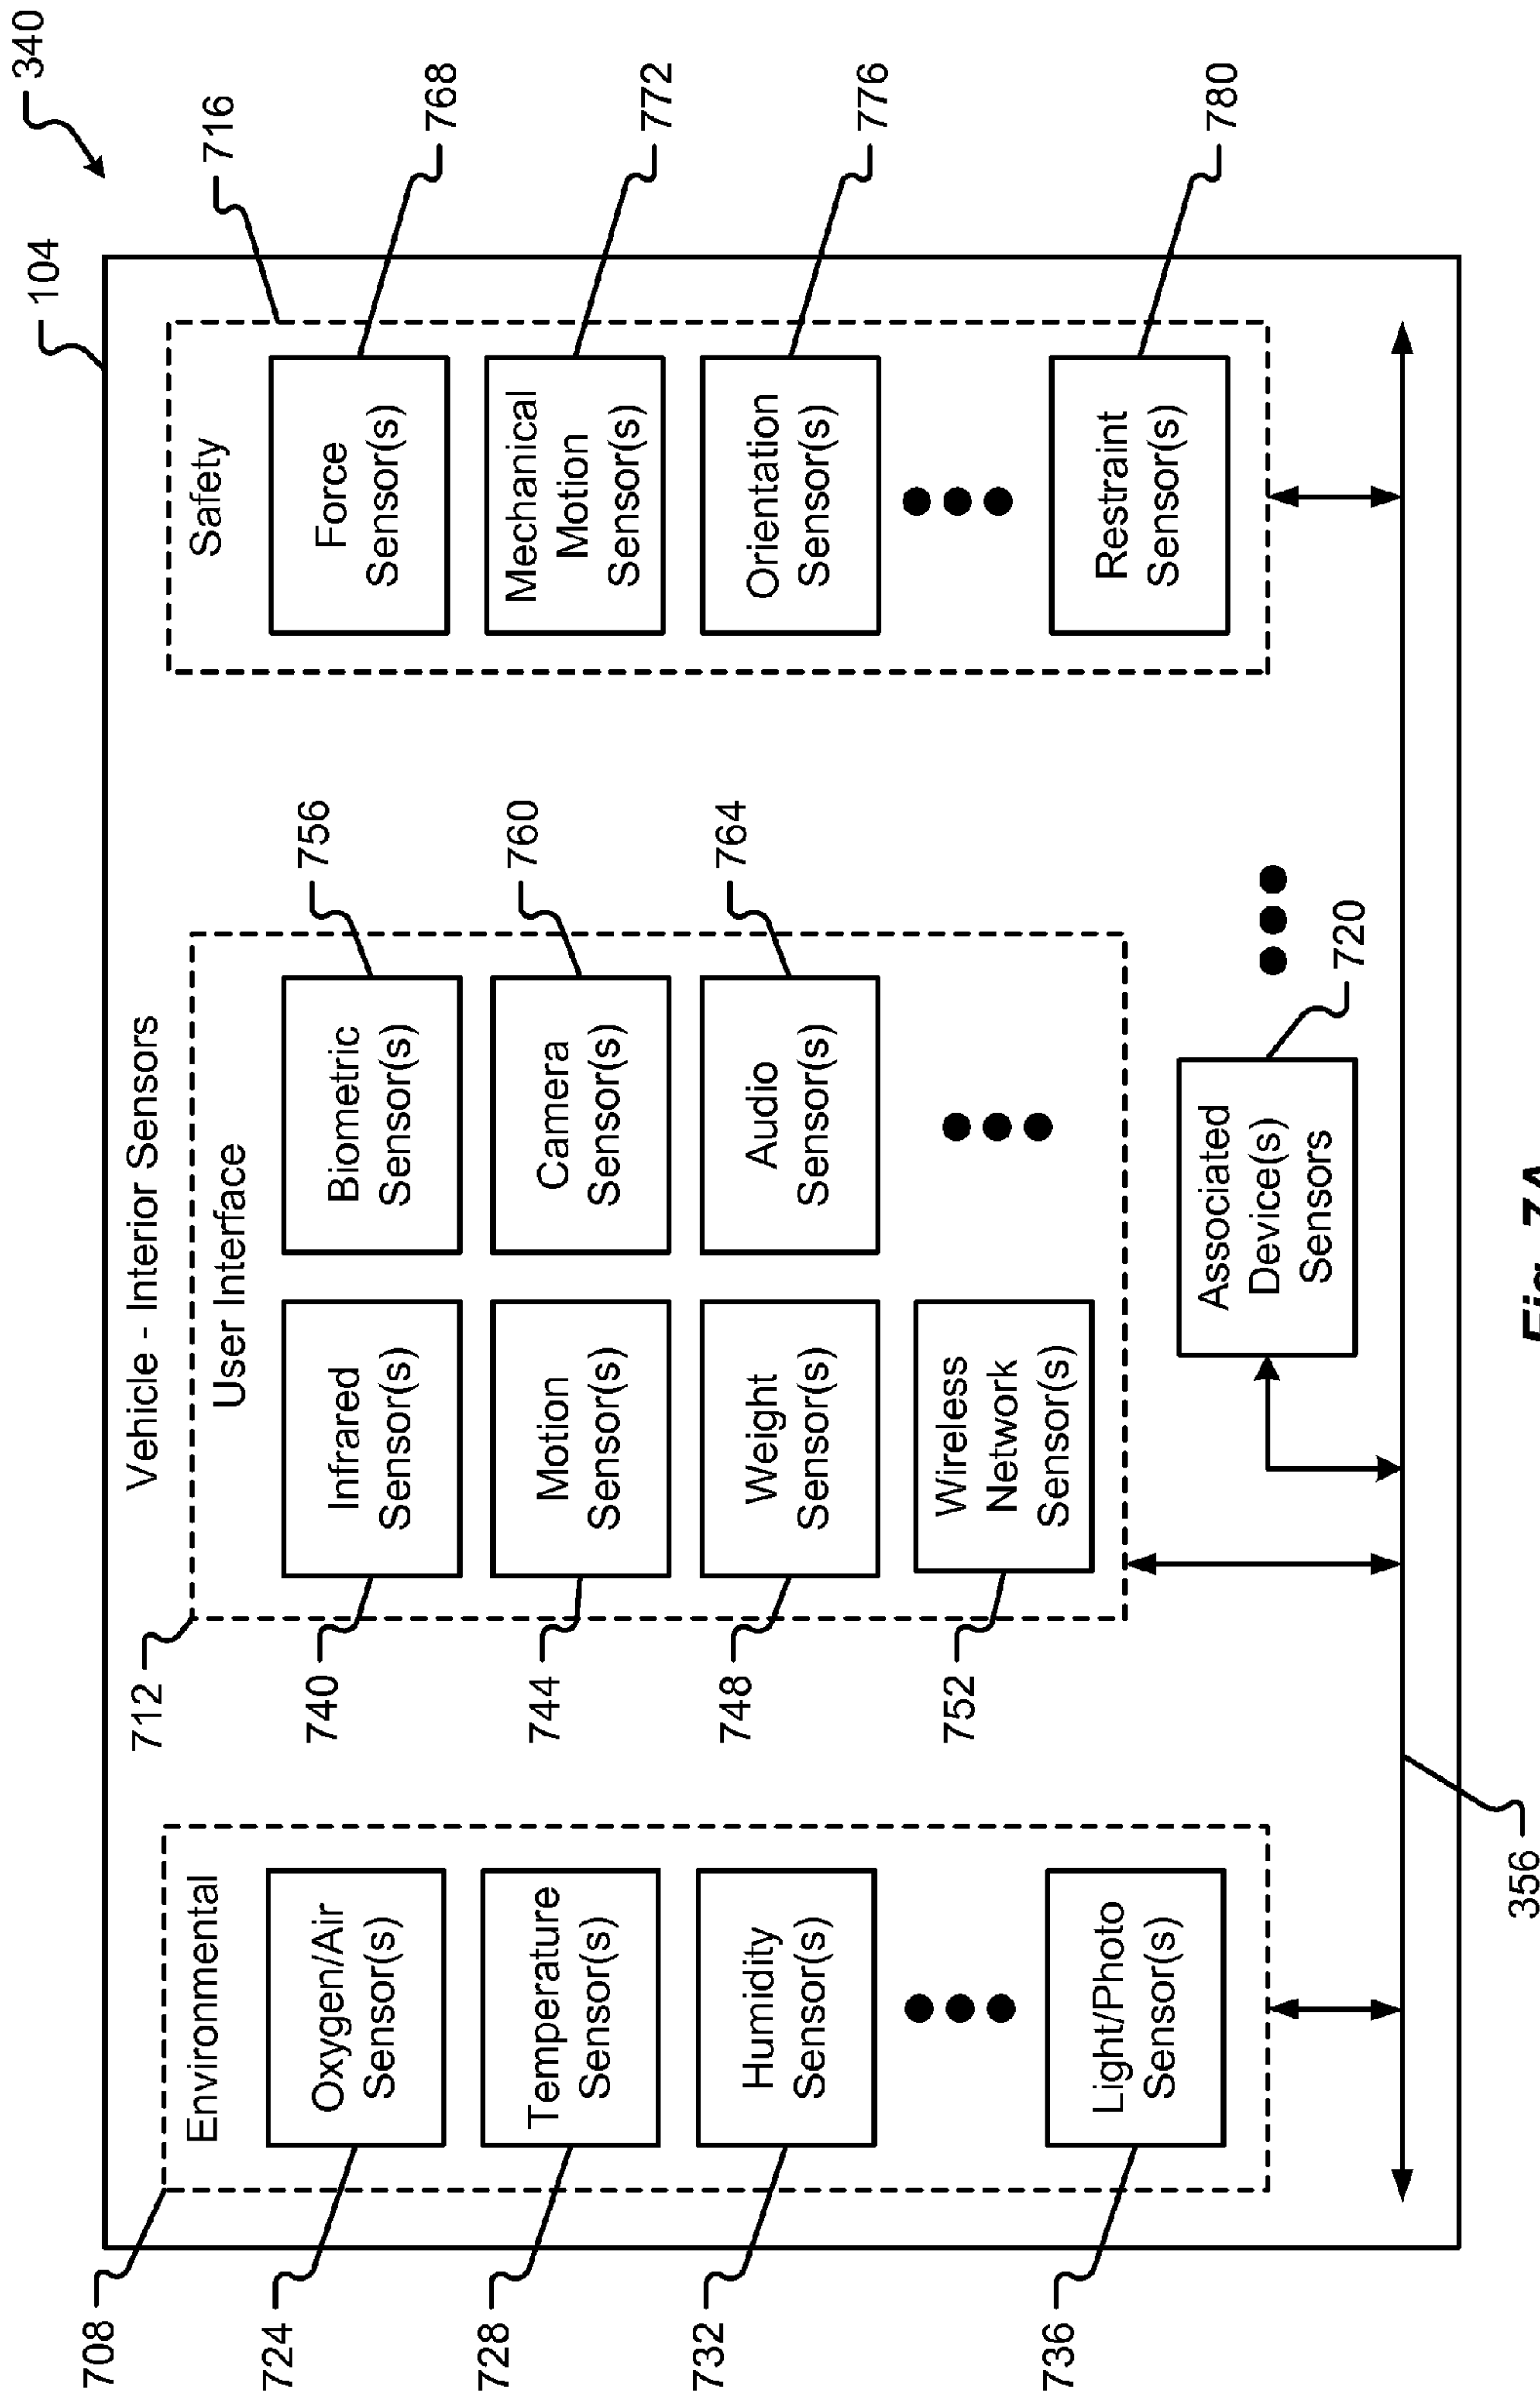 340
104
Vehicle - Interior Sensors
708
Environmental
724
Oxygen/Air
Sensor(s)
728
Temperature
Sensor(s)
732
Humidity
Sensor(s)
736
Light/Photo
Sensor(s)
712
User Interface
740
Infrared
Sensor(s)
756
Biometric
Sensor(s)
744
Motion
Sensor(s)
760
Camera
Sensor(s)
748
Weight
Sensor(s)
764
Audio
Sensor(s)
752
Wireless
Network
Sensor(s)
716
Safety
768
Force
Sensor(s)
772
Mechanical
Motion
Sensor(s)
776
Orientation
Sensor(s)
780
Restraint
Sensor(s)
720
Associated
Device(s)
Sensors
356
Fig. 7A